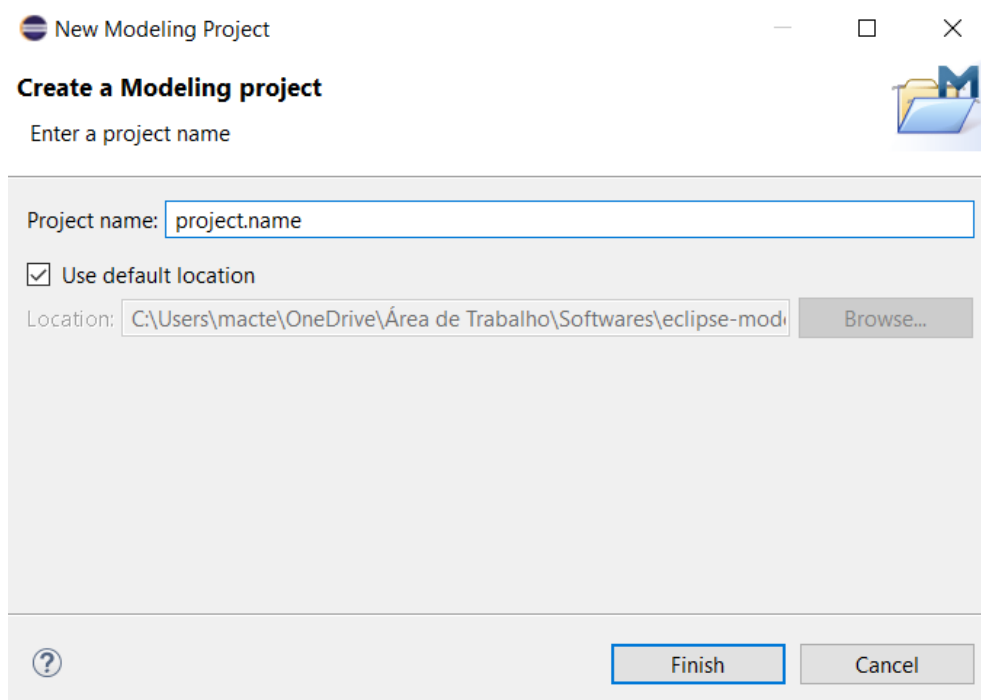 New Modeling Project
Create a Modeling project
Enter a project name
Project name: project.name
Use default location
Location: C:\Users\macte\OneDrive\Área de Trabalho\Softwares\eclipse-mod Browse...
Finish Cancel